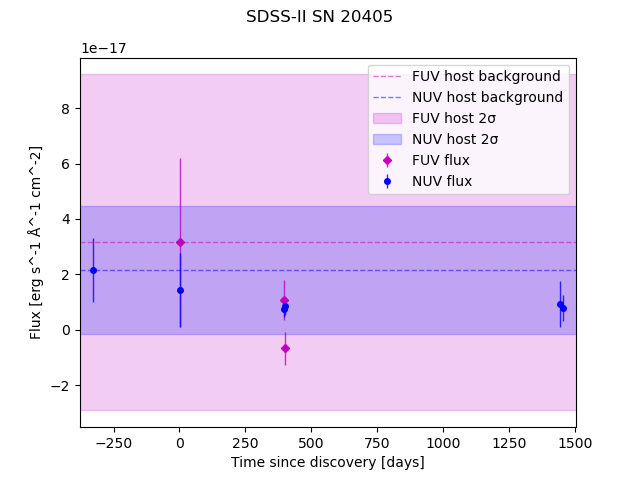 SDSS-II SN 20405
1e−17
FUV host background
NUV host background
FUV host 2σ
NUV host 2σ
FUV flux
NUV flux
8
6
4
2
0
−2
Flux [erg s^-1 Å^-1 cm^-2]
−250 0 250 500 750 1000 1250 1500
Time since discovery [days]